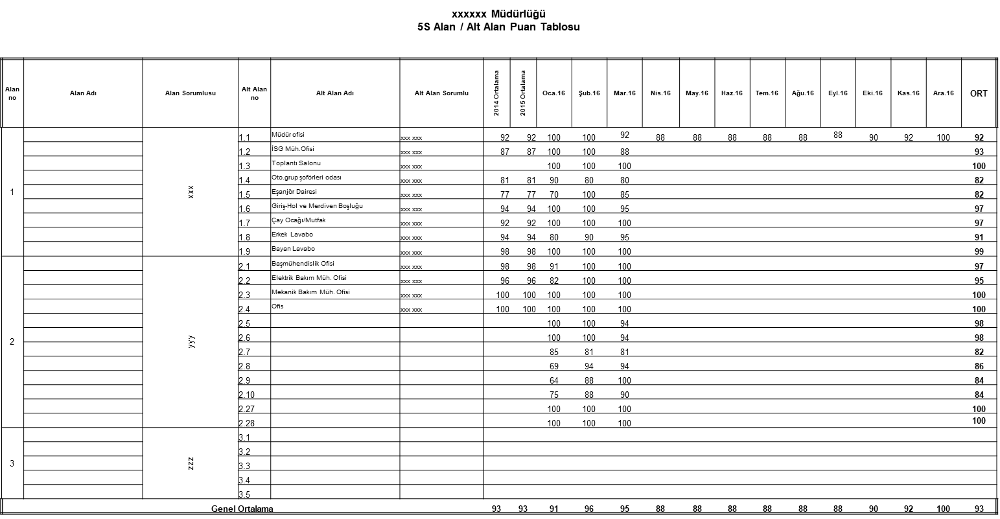 xxxxxx Müdürlüğü
5S Alan / Alt Alan Puan Tablosu
Alan no Alan Adı Alan Sorumlusu Alt Alan no Alt Alan Adı Alt Alan Sorumlu 2014 Ortalama 2015 Ortalama Oca.16 Şub.16 Mar.16 Nis.16 May.16 Haz.16 Tem.16 Ağu.16 Eyl.16 Eki.16 Kas.16 Ara.16 ORT
1 xxx
1.1 Müdür ofisi xxx xxx 92 92 100 100 92 88 88 88 88 88 88 90 92 100 92
1.2 İSG Müh.Ofisi xxx xxx 87 87 100 100 88 93
1.3 Toplantı Salonu xxx xxx 100 100 100 100
1.4 Oto.grup şoförleri odası xxx xxx 81 81 90 80 80 82
1.5 Eşanjör Dairesi xxx xxx 77 77 70 100 85 82
1.6 Giriş-Hol ve Merdiven Boşluğu xxx xxx 94 94 100 100 95 97
1.7 Çay Ocağı/Mutfak xxx xxx 92 92 100 100 100 97
1.8 Erkek Lavabo xxx xxx 94 94 80 90 95 91
1.9 Bayan Lavabo xxx xxx 98 98 100 100 100 99
2 yyy
2.1 Başmühendislik Ofisi xxx xxx 98 98 91 100 100 97
2.2 Elektrik Bakım Müh. Ofisi xxx xxx 96 96 82 100 100 95
2.3 Mekanik Bakım Müh. Ofisi xxx xxx 100 100 100 100 100 100
2.4 Ofis xxx xxx 100 100 100 100 100 100
2.5 100 100 94 98
2.6 100 100 94 98
2.7 85 81 81 82
2.8 69 94 94 86
2.9 64 88 100 84
2.10 75 88 90 84
2.27 100 100 100 100
2.28 100 100 100 100
3 zzz
3.1
3.2
3.3
3.4
3.5
Genel Ortalama 93 93 91 96 95 88 88 88 88 88 88 90 92 100 93